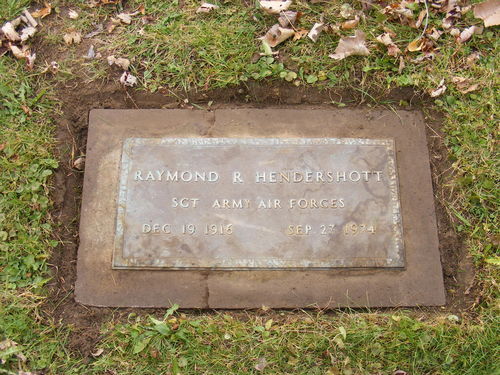 RAYMOND R HENDERSHOTT
SGT ARMY AIR FORCES
DEC 19 1916 SEP 27 1974